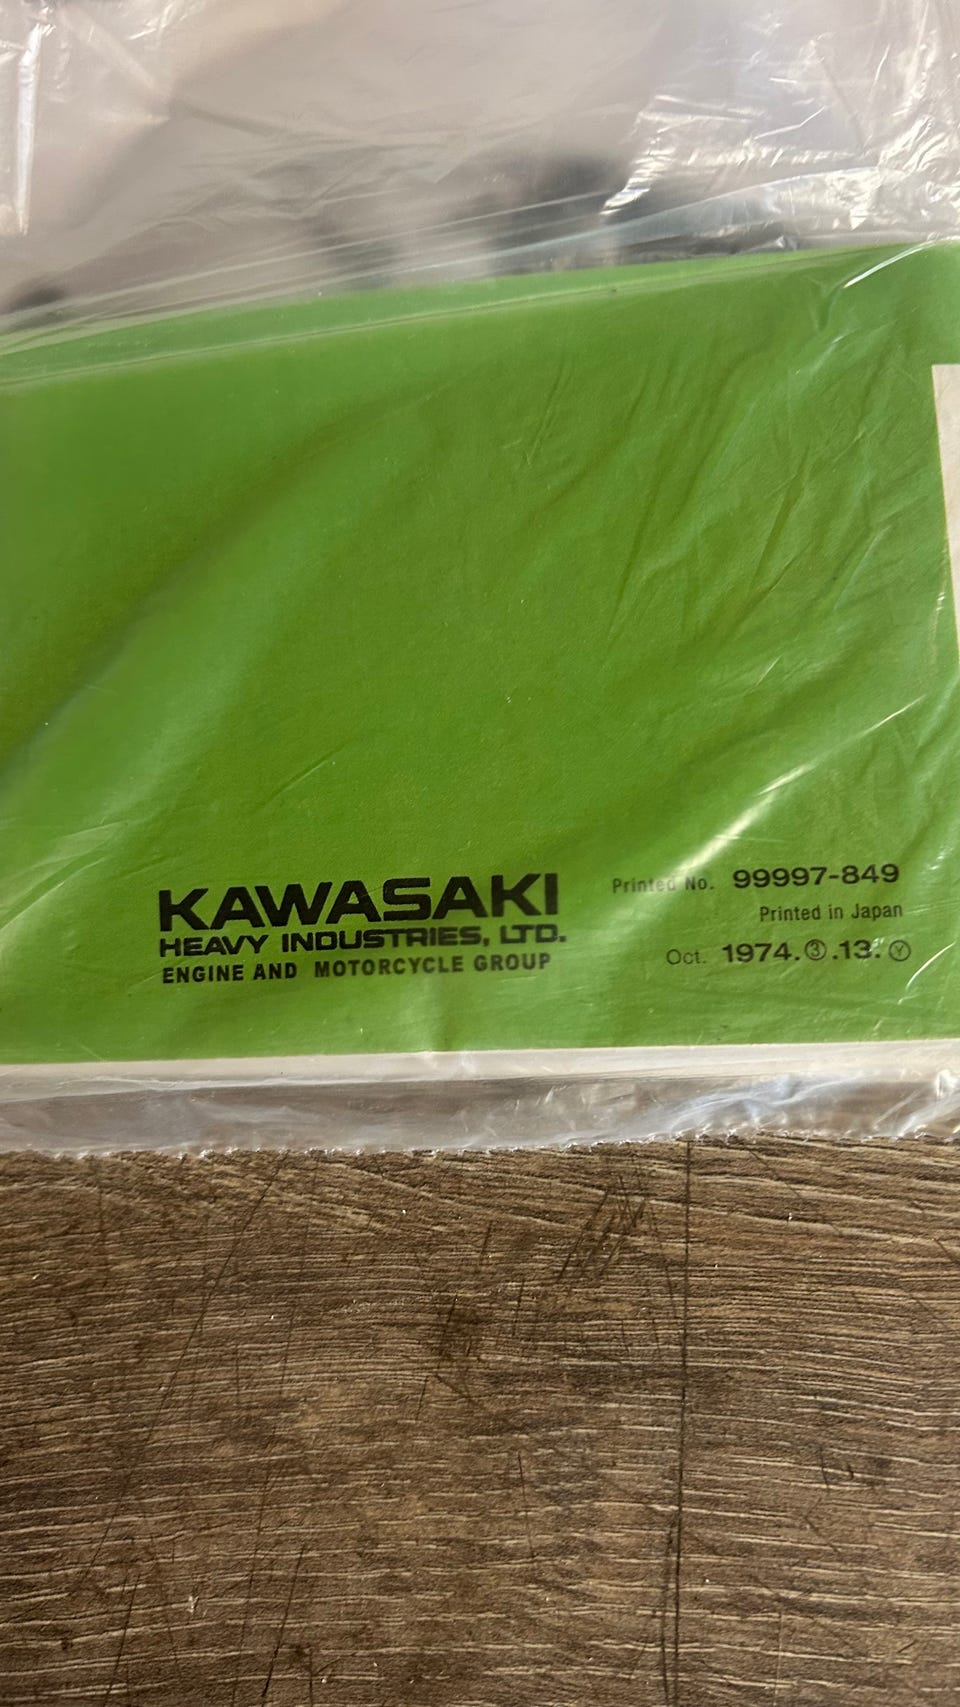 KAWASAKI
HEAVY INDUSTRIES, LTD.
ENGINE AND MOTORCYCLE GROUP
Printed No. 99997-849
Printed in Japan
Oct. 1974.③.13.Ⓨ